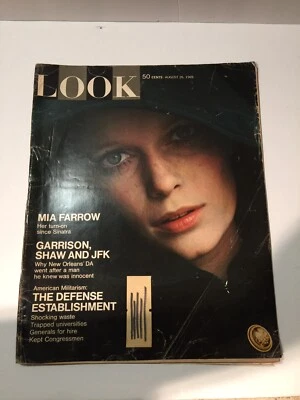 LOOK
50 CENTS AUGUST 26, 1969
MIA FARROW
Her turn-on
since Sinatra
GARRISON,
SHAW AND JFK
Why New Orleans' DA
went after a man
he knew was innocent
American Militarism:
THE DEFENSE
ESTABLISHMENT
Shocking waste
Trapped universities
Generals for hire
Kept Congressmen